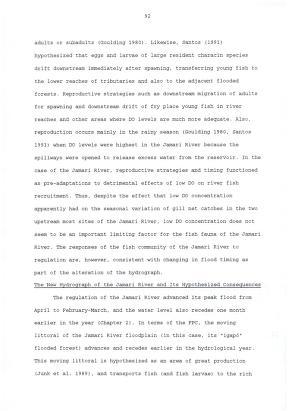 92
adults or subadults (Goulding 1980). Likewise, Santos (1991)
hypothesized that eggs and larvae of large resident characin species
drift downstream immediately after spawning, transferring young fish to
the lower reaches of tributaries and also to the adjacent flooded
forests. Reproductive strategies such as downstream migration of adults
for spawning and downstream drift of fry place young fish in river
reaches and other areas where DO levels are much more adequate. Also,
reproduction occurs mainly in the rainy season (Goulding 1980, Santos
1991) when DO levels were highest in the Jamari River because the
spillways were opened to release excess water from the reservoir. In the
case of the Jamari River, reproductive strategies and timing functioned
as pre-adaptations to detrimental effects of low DO on river fish
recruitment. Thus, despite the effect that low DO concentration
apparently had on the seasonal variation of gill net catches in the two
upstream most sites of the Jamari River, low DO concentration does not
seem to be an important limiting factor for the fish fauna of the Jamari
River. The responses of the fish community of the Jamari River to
regulation are, however, consistent with changes in flood timing as
part of the alteration of the hydrograph.
The New Hydrograph of the Jamari River and Its Hypothesized Consequences
The regulation of the Jamari River advanced its peak flood from
April to February-March, and the water level also recedes one month
earlier in the year (Chapter 2). In terms of the FPC, the moving
littoral of the Jamari River floodplain (in this case, its "igapó"
flooded forest) advances and recedes earlier in the hydrological year.
This moving littoral is hypothesized as an area of great production
(Junk et al. 1989), and transports fish (and fish larvae) to the rich